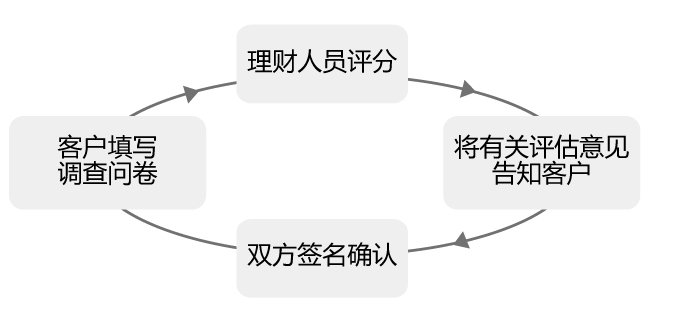 理财人员评分
客户填写
调查问卷
将有关评估意见
告知客户
双方签名确认